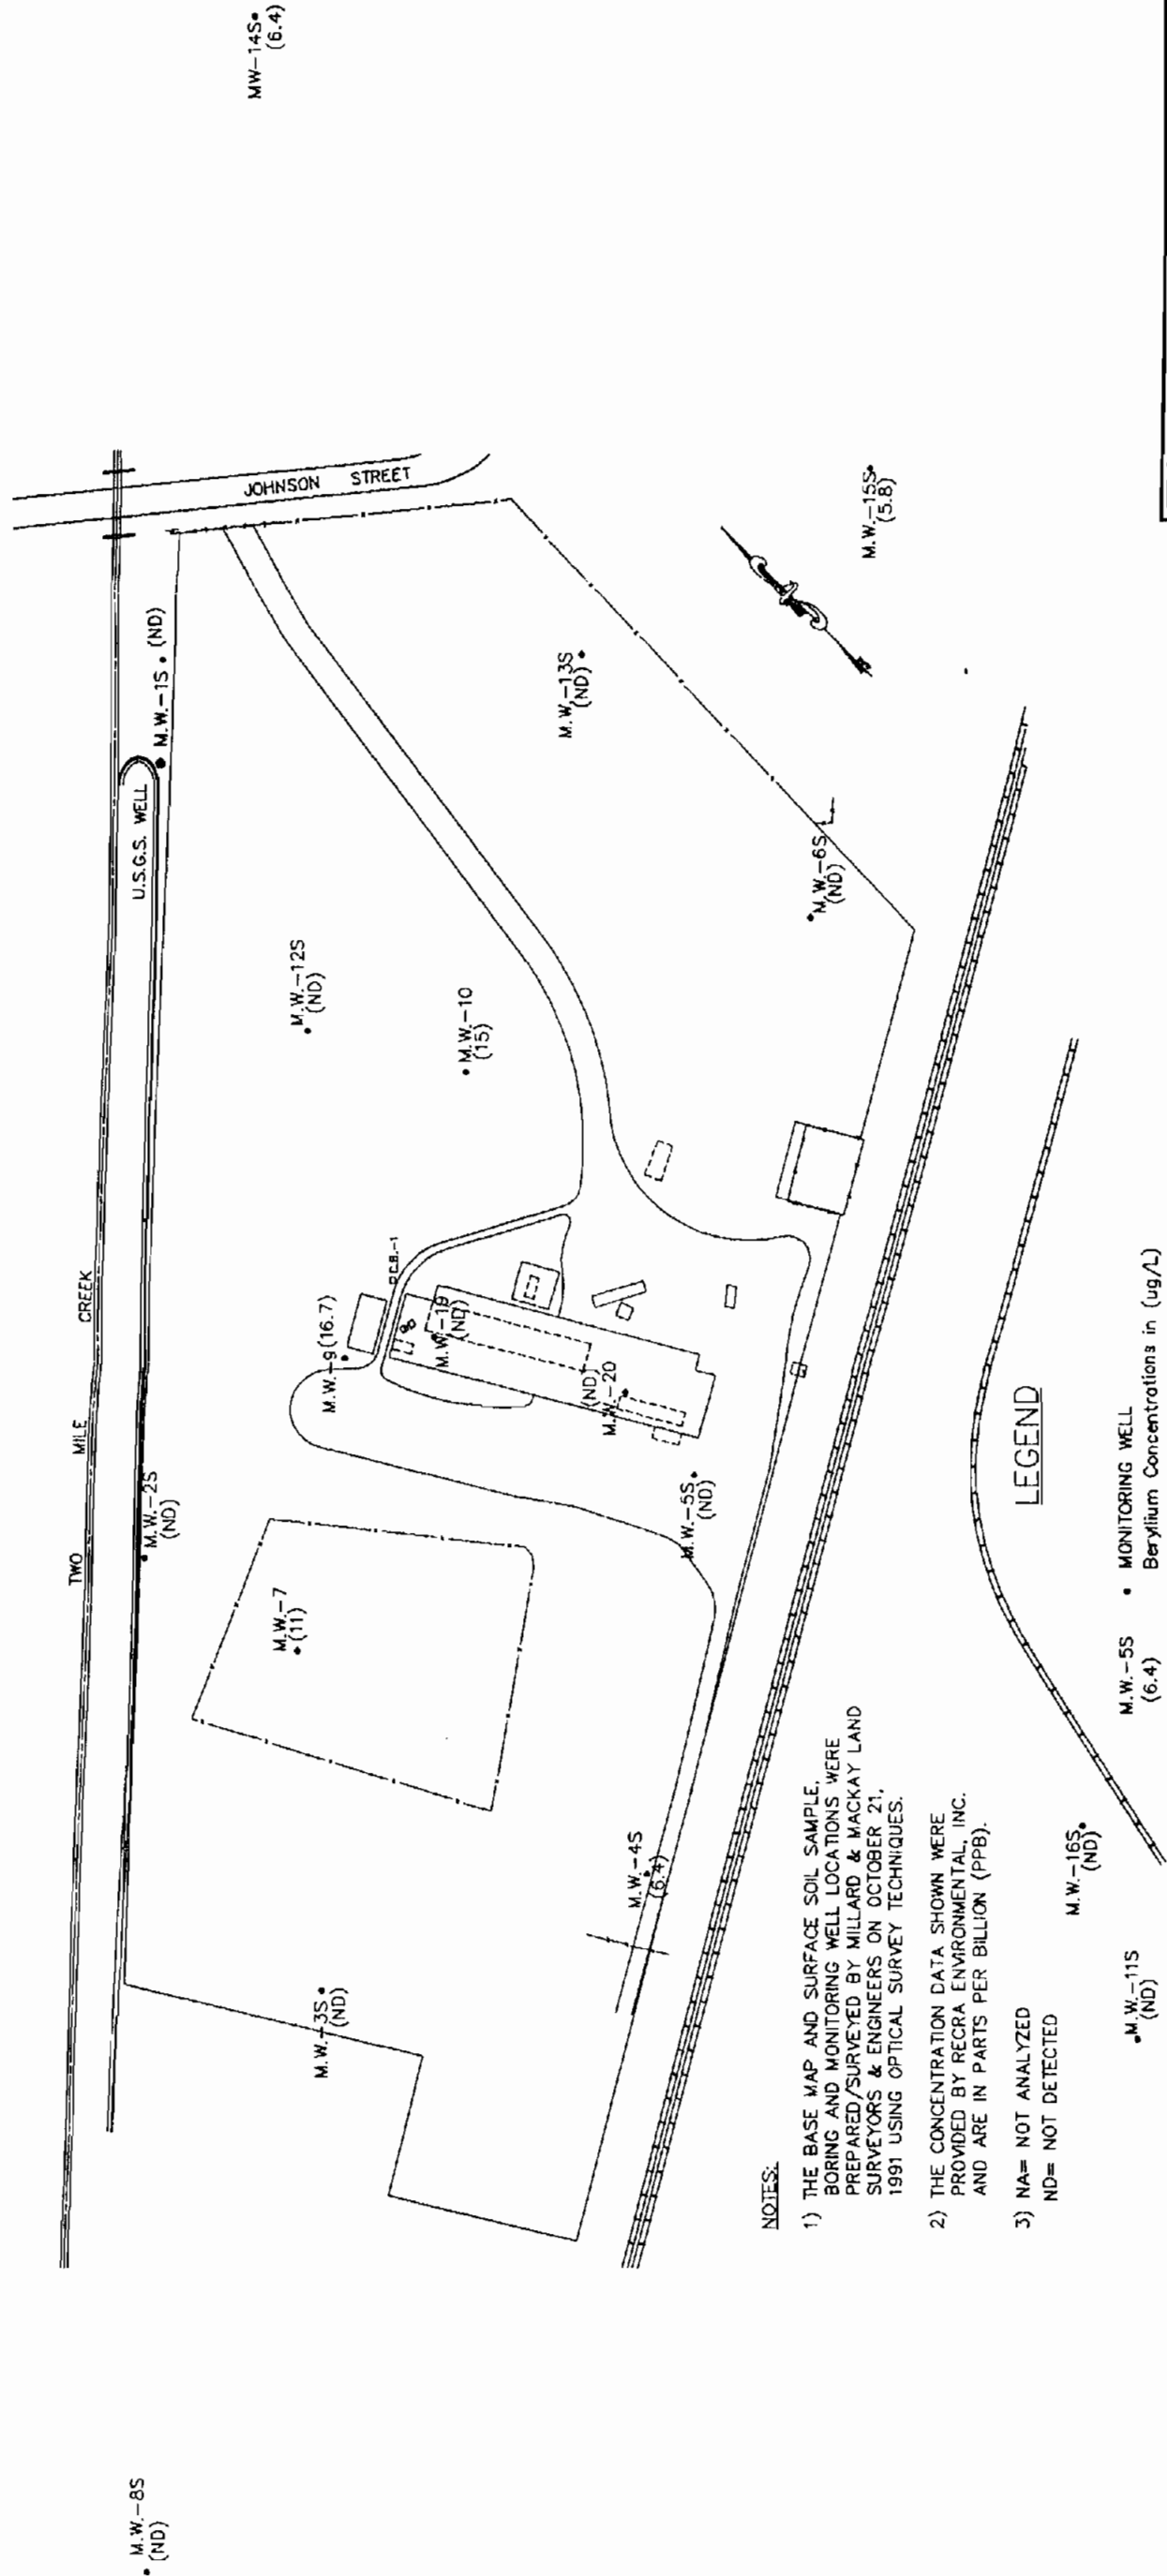 MW-14S
(6.4)
JOHNSON STREET
M.W.-15S
(5.8)
M.W.-1S (ND)
U.S.G.S. WELL
M.W.-13S
(ND)
M.W.-6S
(ND)
M.W.-12S
(ND)
M.W.-10
(15)
TWO MILE CREEK
M.W.-9 (16.7)
M.W.-19
(ND)
(ND)
M.W.-20
M.W.-2S
(ND)
M.W.-5S
(ND)
M.W.-7
(11)
M.W.-4S
(6.4)
M.W.-3S
(ND)
M.W.-8S
(ND)
M.W.-16S
(ND)
M.W.-11S
(ND)
NOTES:
1) THE BASE MAP AND SURFACE SOIL SAMPLE,
BORING AND MONITORING WELL LOCATIONS WERE
PREPARED/SURVEYED BY MILLARD & MACKAY LAND
SURVEYORS & ENGINEERS ON OCTOBER 21,
1991 USING OPTICAL SURVEY TECHNIQUES.
2) THE CONCENTRATION DATA SHOWN WERE
PROVIDED BY RECRA ENVIRONMENTAL, INC.
AND ARE IN PARTS PER BILLION (PPB).
3) NA= NOT ANALYZED
ND= NOT DETECTED
LEGEND
M.W.-5S • MONITORING WELL
(6.4) Beryllium Concentrations in (ug/L)